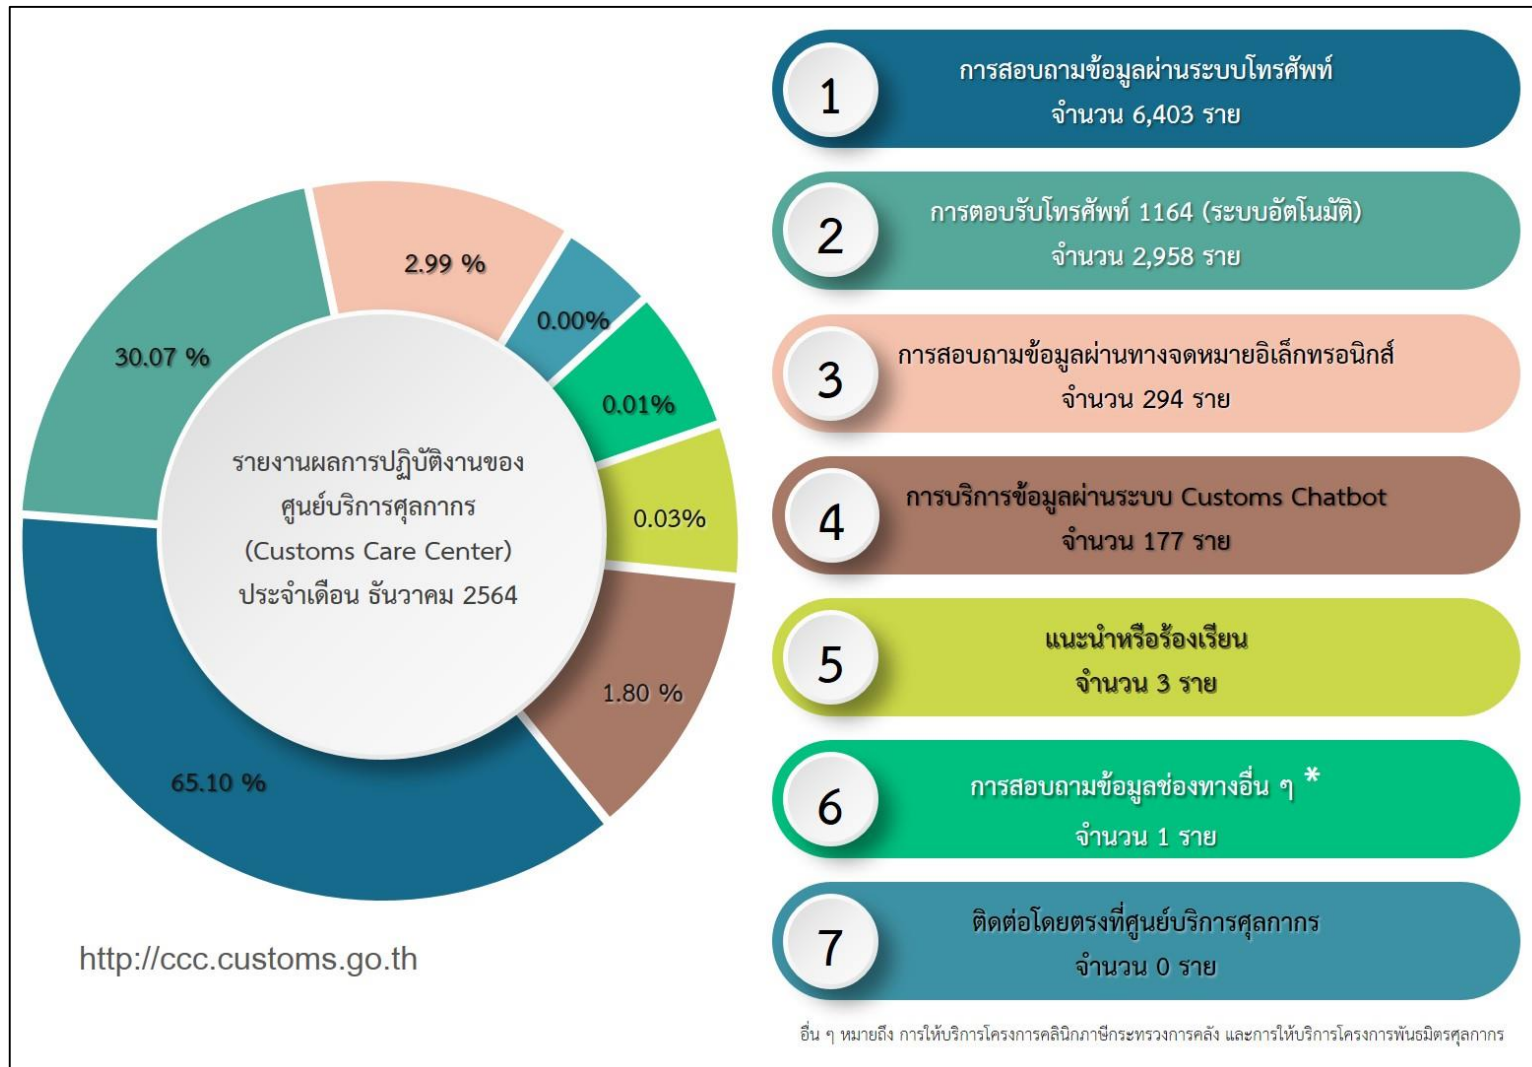 1
การสอบถามข้อมูลผ่านระบบโทรศัพท์
จำนวน 6,403 ราย
2
การตอบรับโทรศัพท์ 1164 (ระบบอัตโนมัติ)
จำนวน 2,958 ราย
3
การสอบถามข้อมูลผ่านทางจดหมายอิเล็กทรอนิกส์
จำนวน 294 ราย
4
การบริการข้อมูลผ่านระบบ Customs Chatbot
จำนวน 177 ราย
5
แนะนำหรือร้องเรียน
จำนวน 3 ราย
6
การสอบถามข้อมูลช่องทางอื่น ๆ *
จำนวน 1 ราย
7
ติดต่อโดยตรงที่ศูนย์บริการศุลกากร
จำนวน 0 ราย
2.99 %
0.00%
30.07 %
0.01%
0.03%
1.80 %
65.10 %
รายงานผลการปฏิบัติงานของ
ศูนย์บริการศุลกากร
(Customs Care Center)
ประจำเดือน ธันวาคม 2564
http://ccc.customs.go.th
อื่น ๆ หมายถึง การให้บริการโครงการคลินิกภาษีกระทรวงการคลัง และการให้บริการโครงการพันธมิตรศุลกากร